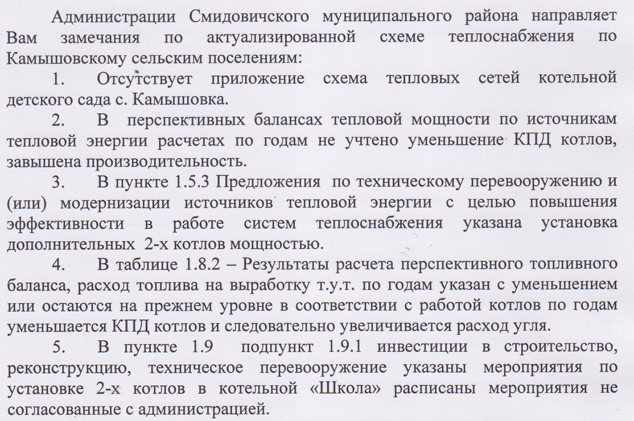 Администрации Смидовичского муниципального района направляет
Вам замечания по актуализированной схеме теплоснабжения по
Камышовскому сельским поселениям:
1. Отсутствует приложение схема тепловых сетей котельной
детского сада с. Камышовка.
2. В перспективных балансах тепловой мощности по источникам
тепловой энергии расчетах по годам не учтено уменьшение КПД котлов,
завышена производительность.
3. В пункте 1.5.3 Предложения по техническому перевооружению и
(или) модернизации источников тепловой энергии с целью повышения
эффективности в работе систем теплоснабжения указана установка
дополнительных 2-х котлов мощностью.
4. В таблице 1.8.2 – Результаты расчета перспективного топливного
баланса, расход топлива на выработку т.у.т. по годам указан с уменьшением
или остаются на прежнем уровне в соответствии с работой котлов по годам
уменьшается КПД котлов и следовательно увеличивается расход угля.
5. В пункте 1.9 подпункт 1.9.1 инвестиции в строительство,
реконструкцию, техническое перевооружение указаны мероприятия по
установке 2-х котлов в котельной «Школа» расписаны мероприятия не
согласованные с администрацией.